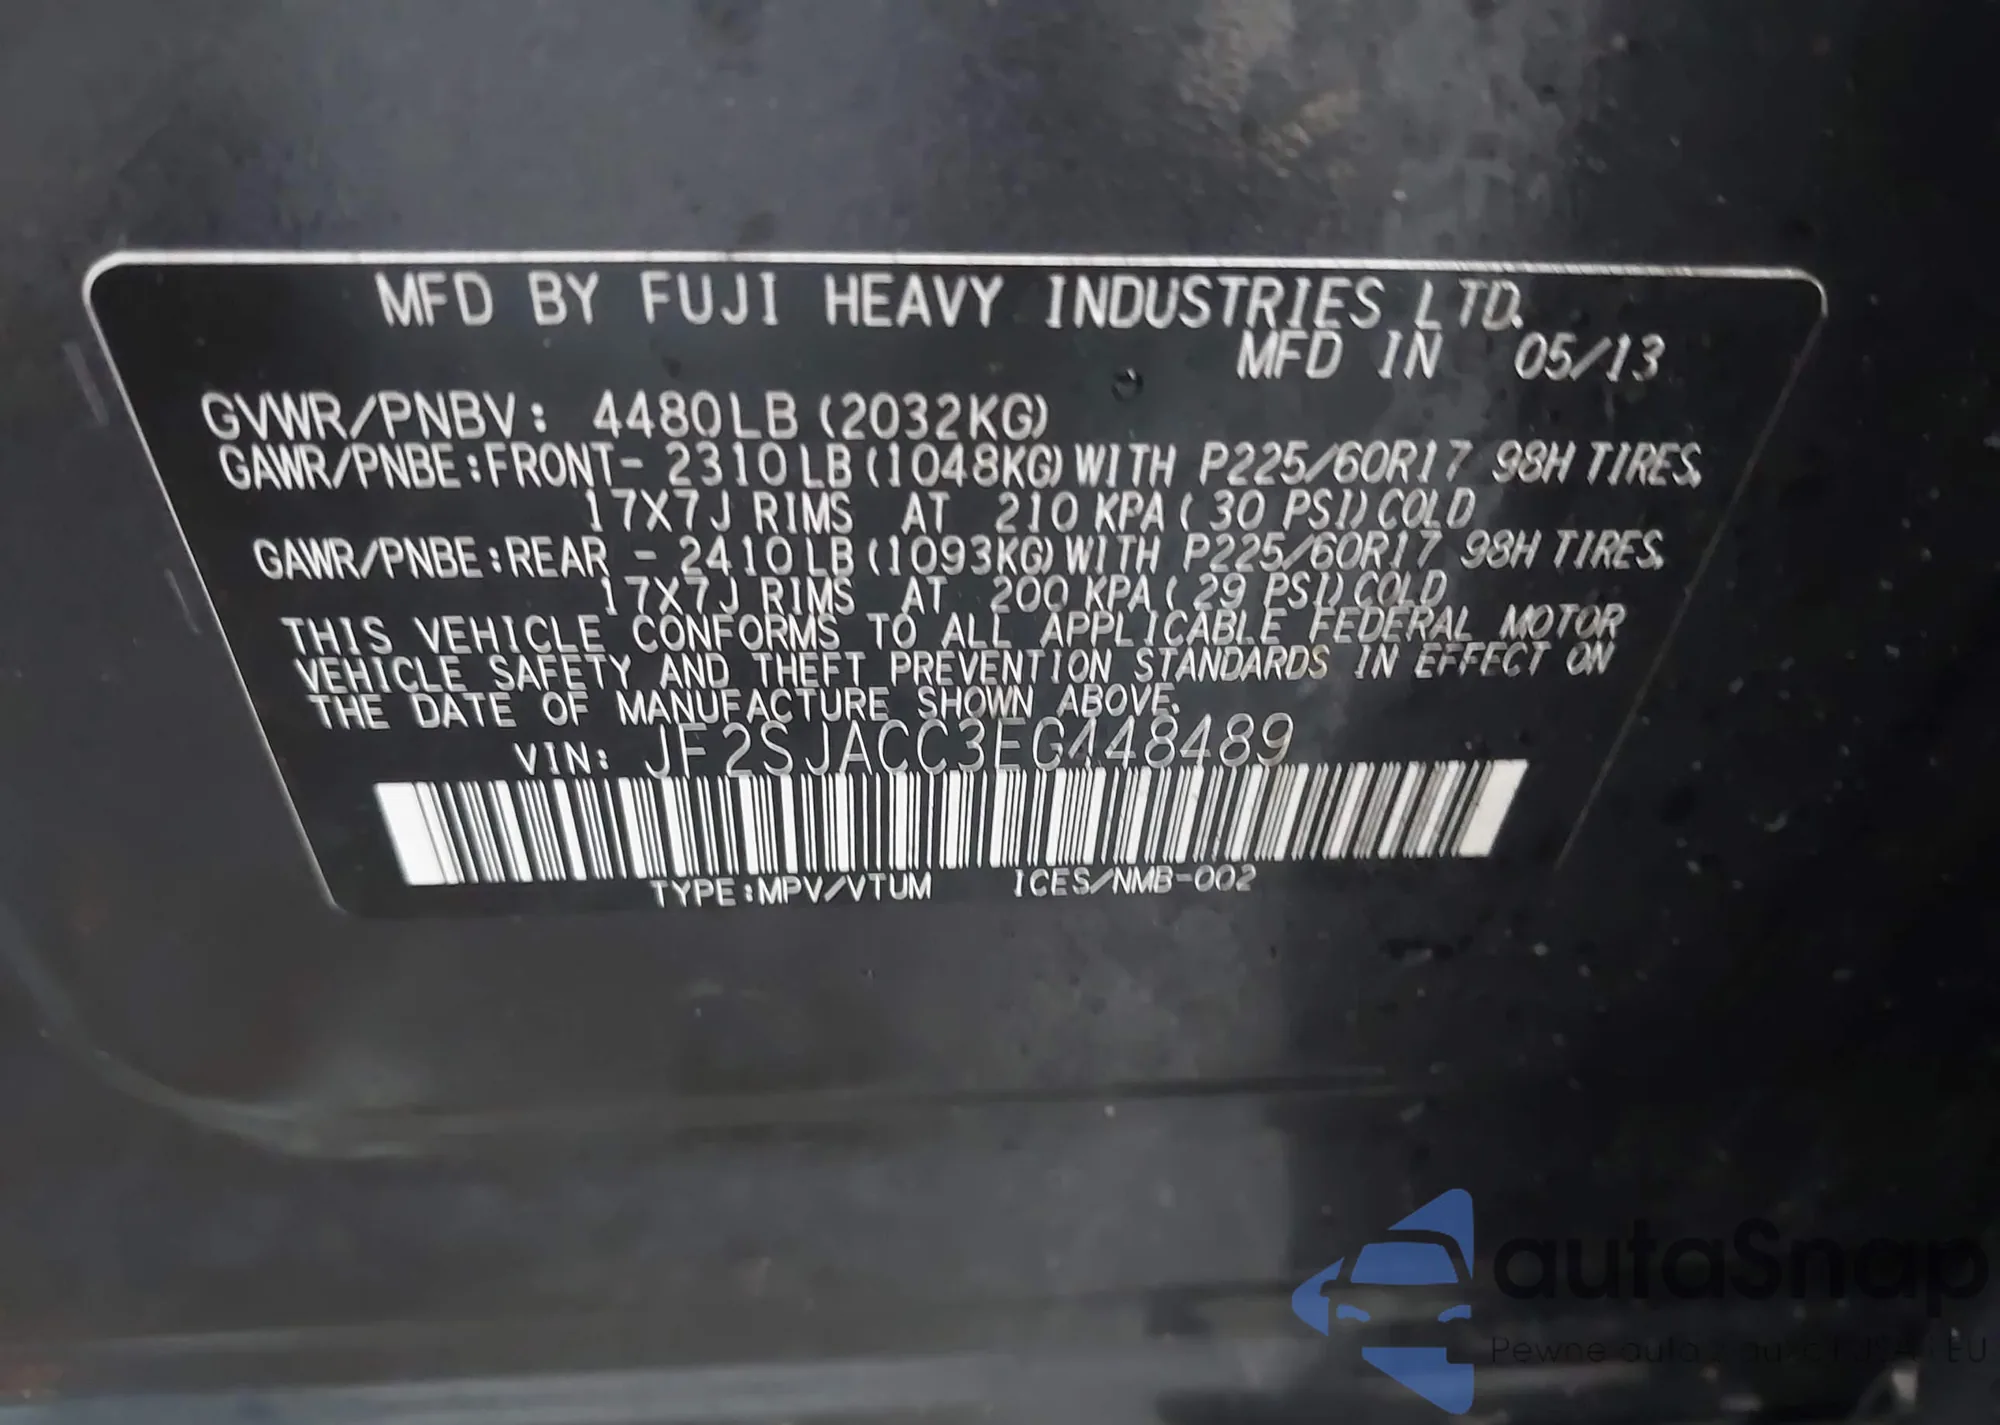 MFD BY FUJI HEAVY INDUSTRIES LTD.
MFD IN 05/13
GVWR/PNBV: 4480LB(2032KG)
GAWR/PNBE:FRONT- 2310LB(1048KG)WITH P225/60R17 98H TIRES,
17X7J RIMS AT 210 KPA( 30 PSI)COLD
GAWR/PNBE:REAR - 2410LB(1093KG)WITH P225/60R17 98H TIRES,
17X7J RIMS AT 200 KPA( 29 PSI)COLD
THIS VEHICLE CONFORMS TO ALL APPLICABLE FEDERAL MOTOR
VEHICLE SAFETY AND THEFT PREVENTION STANDARDS IN EFFECT ON
THE DATE OF MANUFACTURE SHOWN ABOVE.
VIN: JF2SJACC3EG448489
TYPE:MPV/VTUM ICES/NMB-002
autaSnap
Pewne auta EU